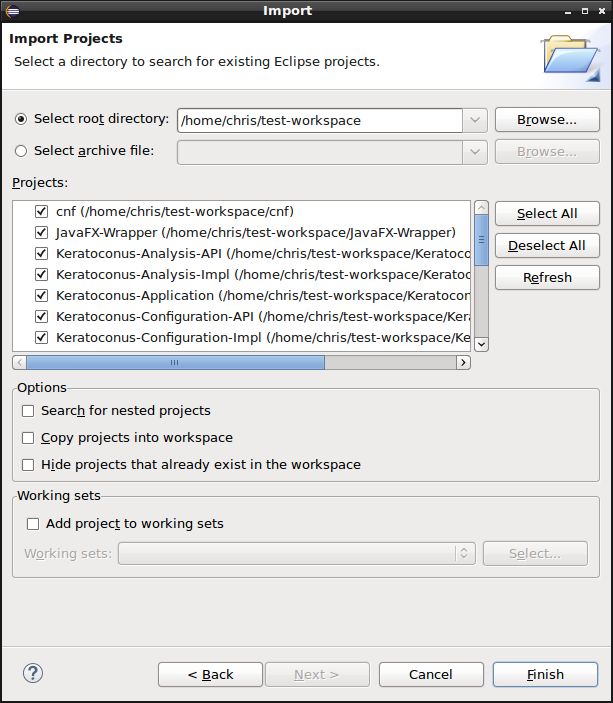 Import
Import Projects
Select a directory to search for existing Eclipse projects.
Select root directory: /home/chris/test-workspace Browse...
Select archive file: Browse...
Projects:
cnf (/home/chris/test-workspace/cnf)
JavaFX-Wrapper (/home/chris/test-workspace/JavaFX-Wrapper)
Keratoconus-Analysis-API (/home/chris/test-workspace/Keratoco
Keratoconus-Analysis-Impl (/home/chris/test-workspace/Keratoc
Keratoconus-Application (/home/chris/test-workspace/Keratocon
Keratoconus-Configuration-API (/home/chris/test-workspace/Kera
Keratoconus-Configuration-Impl (/home/chris/test-workspace/Ke
Select All
Deselect All
Refresh
Options
Search for nested projects
Copy projects into workspace
Hide projects that already exist in the workspace
Working sets
Add project to working sets
Working sets: Select...
? < Back Next > Cancel Finish